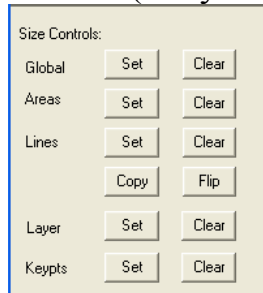 Size Controls:
Global Set Clear
Areas Set Clear
Lines Set Clear
Copy Flip
Layer Set Clear
Keypts Set Clear